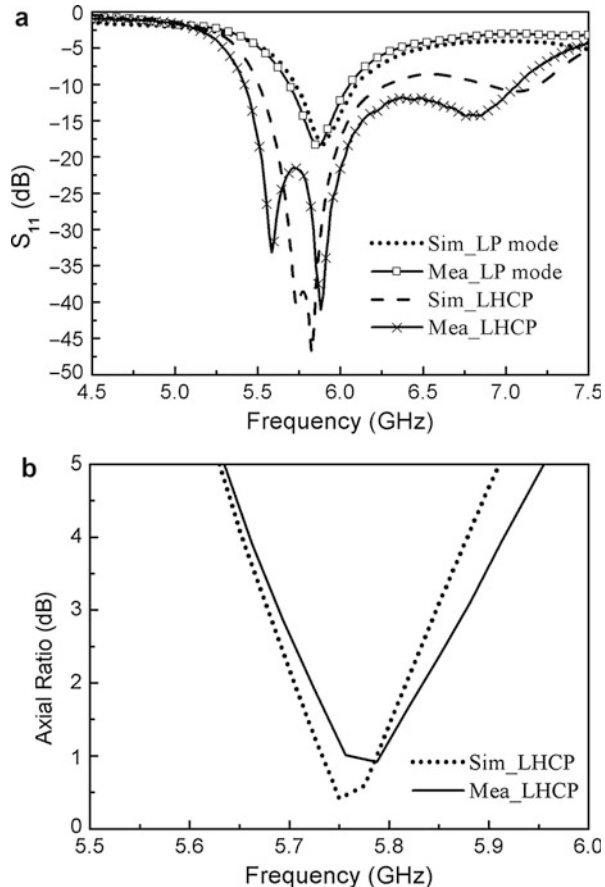 a
0
−5
−10
−15
−20
−25
−30
−35
−40
−45
−50
S11 (dB)
Sim_LP mode
Mea_LP mode
Sim_LHCP
Mea_LHCP
4.5 5.0 5.5 6.0 6.5 7.0 7.5
Frequency (GHz)
b
5
4
3
2
1
0
Axial Ratio (dB)
Sim_LHCP
Mea_LHCP
5.5 5.6 5.7 5.8 5.9 6.0
Frequency (GHz)